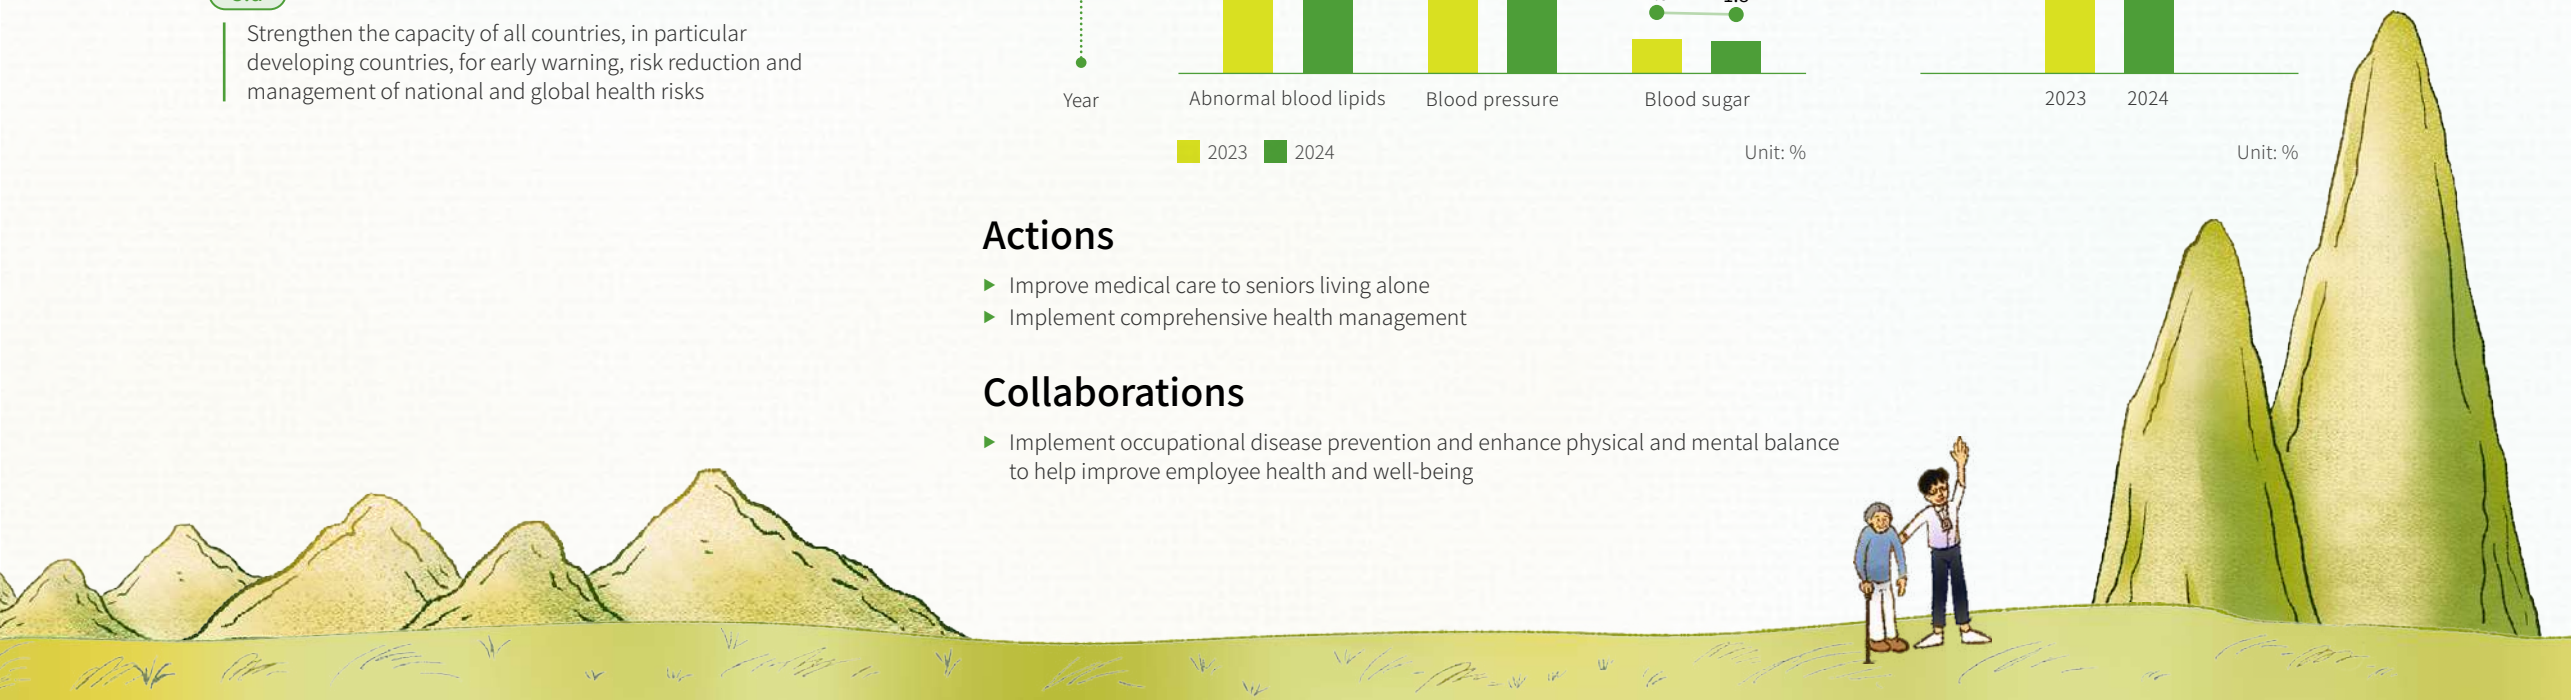 Strengthen the capacity of all countries, in particular
developing countries, for early warning, risk reduction and
management of national and global health risks
Year
Abnormal blood lipids
Blood pressure
Blood sugar
2023
2024
Unit: %
2023
2024
Unit: %
Actions
Improve medical care to seniors living alone
Implement comprehensive health management
Collaborations
Implement occupational disease prevention and enhance physical and mental balance
to help improve employee health and well-being